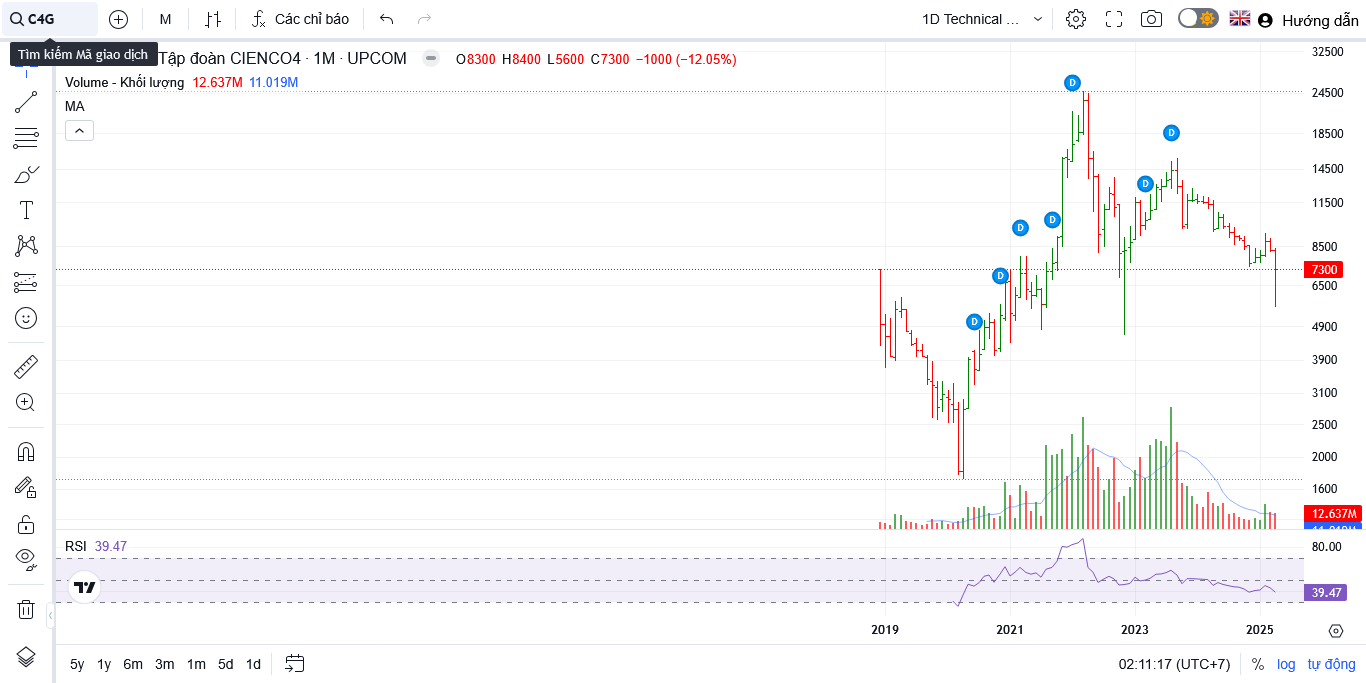 C4G
M
Các chỉ báo
1D Technical ...
Hướng dẫn
Tìm kiếm Mã giao dịch
Tập đoàn CIENCO4 · 1M · UPCOM
O8300 H8400 L5600 C7300 −1000 (−12.05%)
Volume - Khối lượng 12.637M 11.019M
MA
D
D
D
D
D
D
D
32500
24500
18500
14500
11500
8500
7300
6500
4900
3900
3100
2500
2000
1600
12.637M
11.019M
RSI 39.47
80.00
39.47
2019
2021
2023
2025
5y 1y 6m 3m 1m 5d 1d
02:11:17 (UTC+7)
%
log
tự động